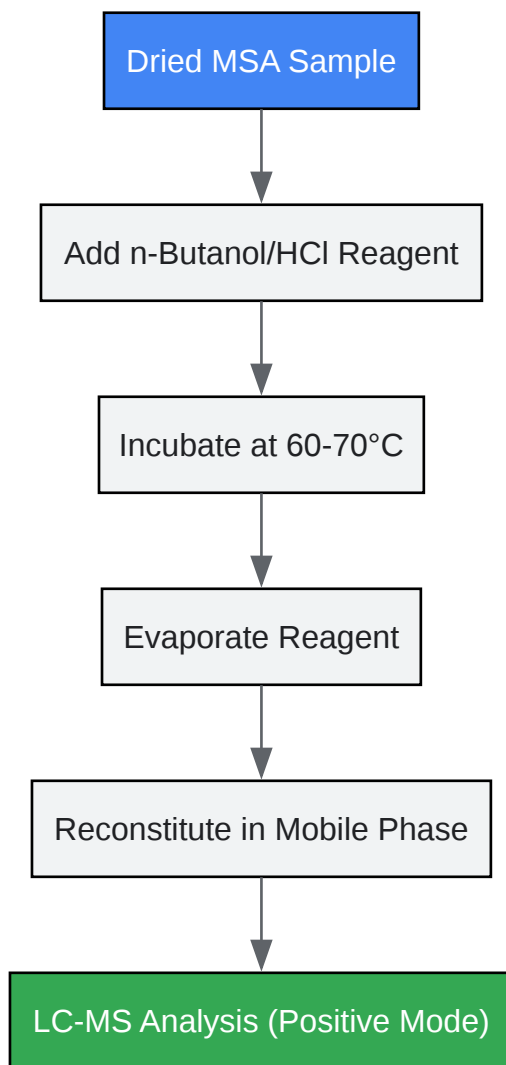 Dried MSA Sample
Add n-Butanol/HCl Reagent
Incubate at 60-70°C
Evaporate Reagent
Reconstitute in Mobile Phase
LC-MS Analysis (Positive Mode)